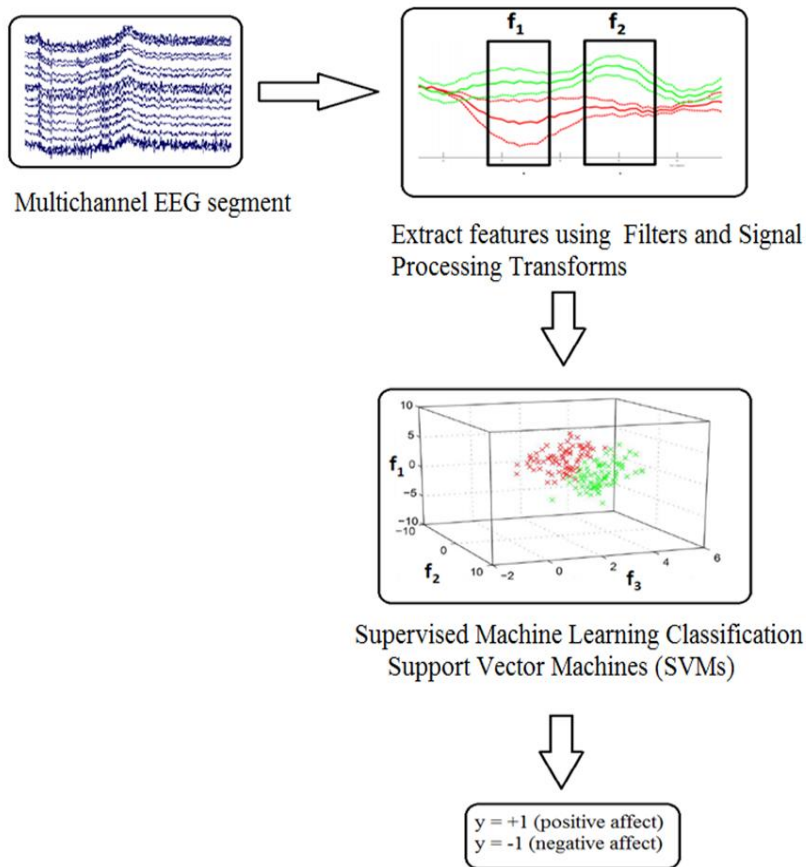 f1 f2
Multichannel EEG segment
Extract features using Filters and Signal
Processing Transforms
10
5
f1 0
-5
-10
-10
0
f2
10
-2 0 2 4 6
f3
Supervised Machine Learning Classification
Support Vector Machines (SVMs)
y = +1 (positive affect)
y = -1 (negative affect)